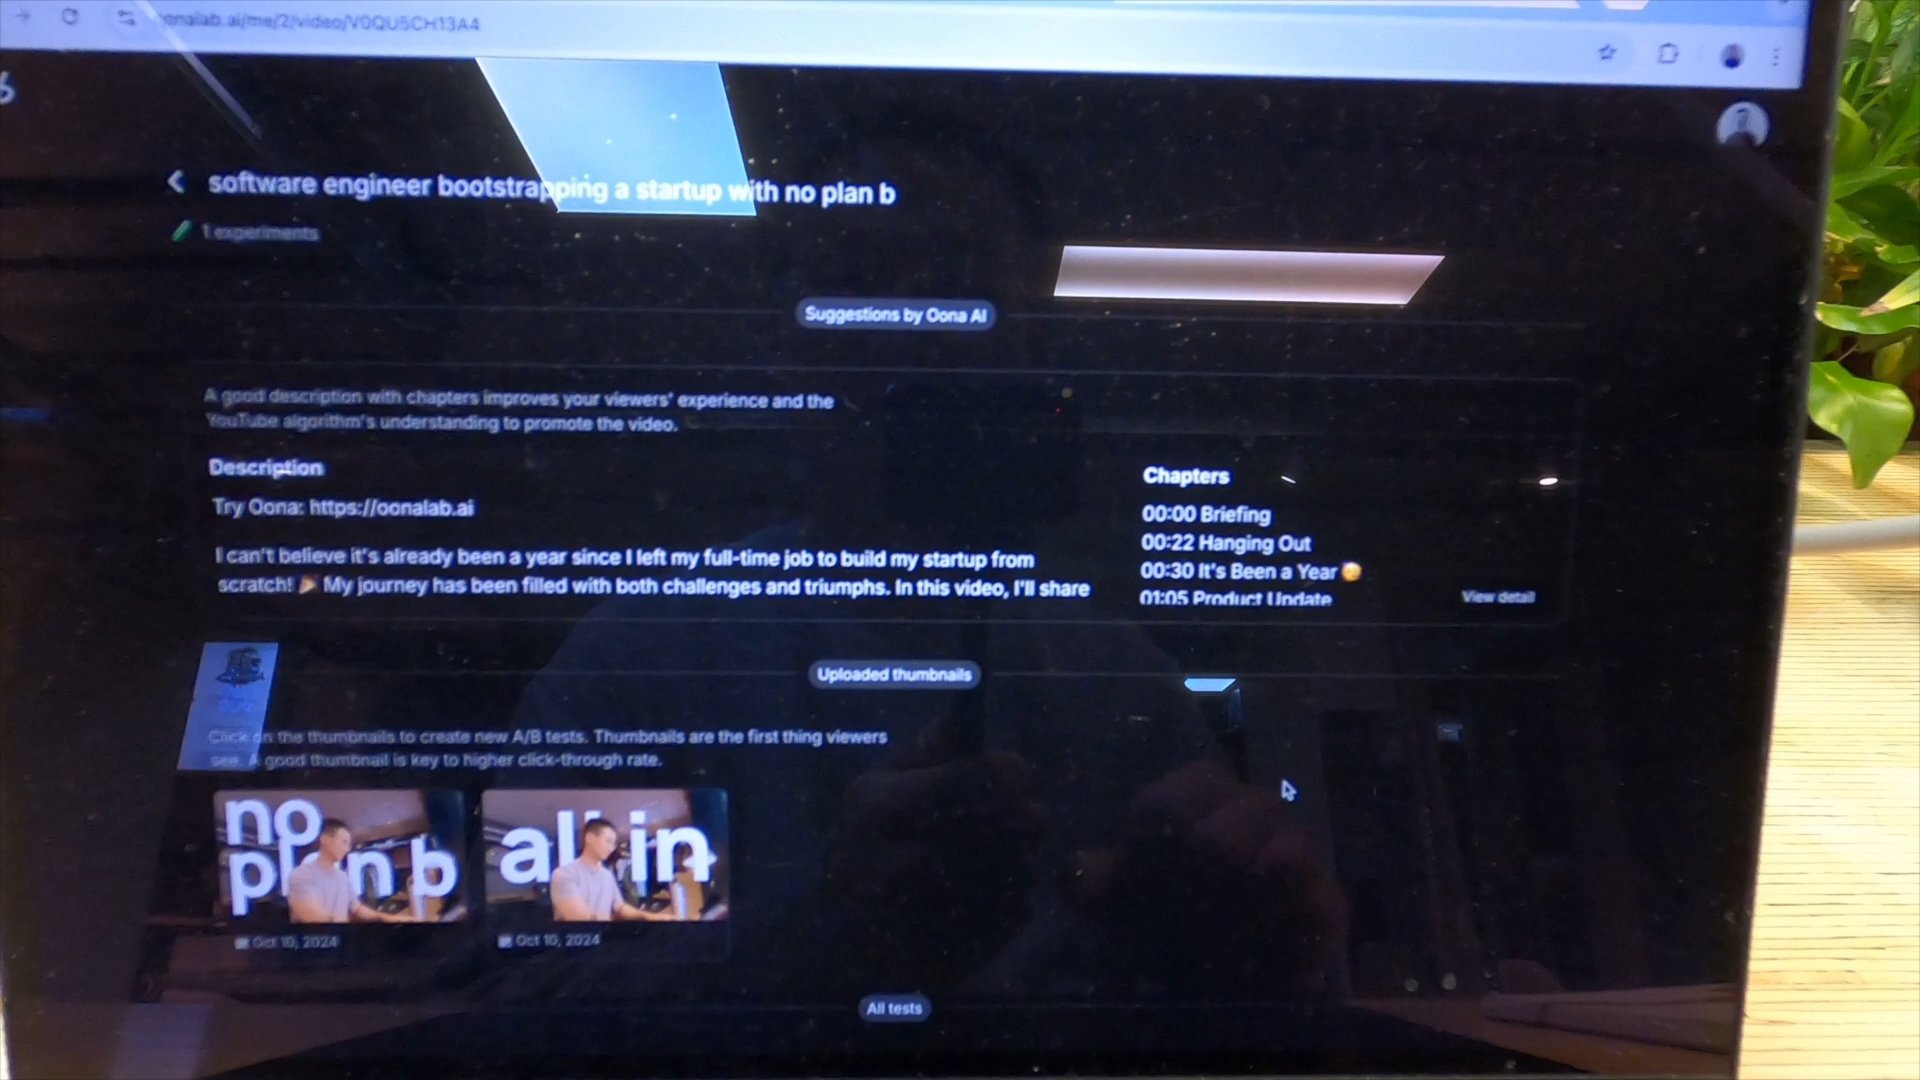 onalab.ai/me/2/video/V0QU5CH13A4
software engineer bootstrapping a startup with no plan b
1 experiments
Suggestions by Oona AI
A good description with chapters improves your viewers' experience and the
YouTube algorithm's understanding to promote the video.
Description
Try Oona: https://oonalab.ai
I can't believe it's already been a year since I left my full-time job to build my startup from
scratch! 🎉 My journey has been filled with both challenges and triumphs. In this video, I'll share
Chapters
00:00 Briefing
00:22 Hanging Out
00:30 It's Been a Year 🥳
01:05 Product Update
View detail
Uploaded thumbnails
Click on the thumbnails to create new A/B tests. Thumbnails are the first thing viewers
see. A good thumbnail is key to higher click-through rate.
no
plan b
all in
Oct 10, 2024
Oct 10, 2024
All tests